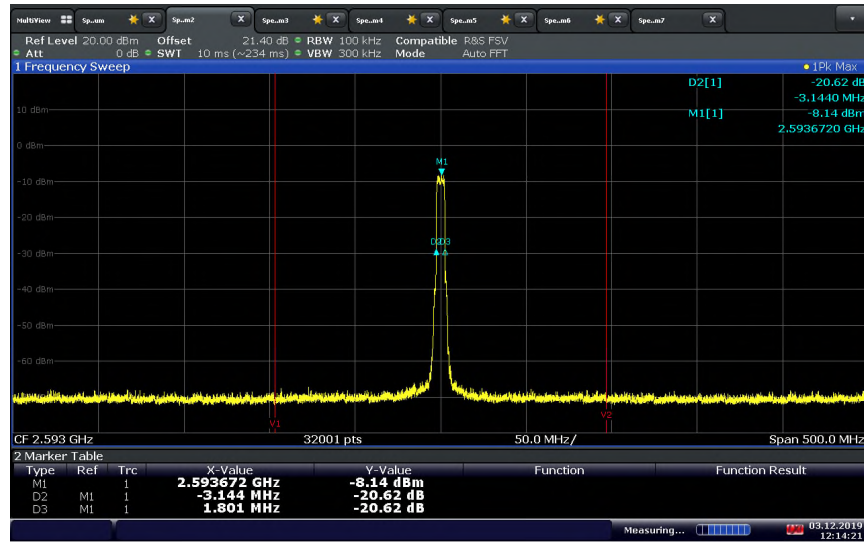 MultiView Sp..um X Sp..m2 X Spe..m3 X Spe..m4 X Spe..m5 X Spe..m6 X Spe..m7 X
Ref Level 20.00 dBm Offset 21.40 dB RBW 100 kHz Compatible R&S FSV
Att 0 dB SWT 10 ms (~234 ms) VBW 300 kHz Mode Auto FFT
1 Frequency Sweep 1Pk Max
D2[1] -20.62 dB
-3.1440 MHz
10 dBm
M1[1] -8.14 dBm
2.5936720 GHz
0 dBm
M1
-10 dBm
-20 dBm
D2 D3
-30 dBm
-40 dBm
-50 dBm
-60 dBm
V1 V2
CF 2.593 GHz 32001 pts 50.0 MHz/ Span 500.0 MHz
2 Marker Table
Type Ref Trc X-Value Y-Value Function Function Result
M1 1 2.593672 GHz -8.14 dBm
D2 M1 1 -3.144 MHz -20.62 dB
D3 M1 1 1.801 MHz -20.62 dB
Measuring... 03.12.2019
12:14:21